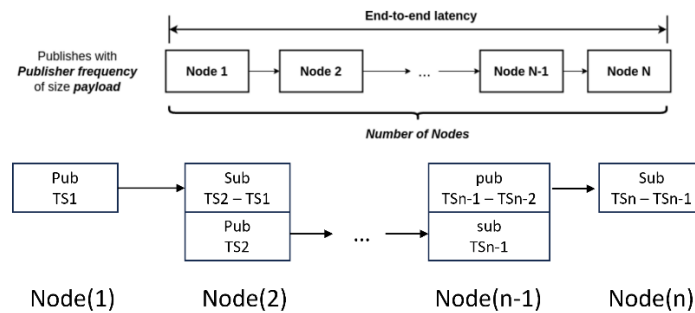 End-to-end latency
Publishes with
Publisher frequency
of size payload
Node 1
Node 2
...
Node N-1
Node N
Number of Nodes
Pub
TS1
Sub
TS2 – TS1
Pub
TS2
...
pub
TSn-1 – TSn-2
sub
TSn-1
Sub
TSn – TSn-1
Node(1)
Node(2)
Node(n-1)
Node(n)